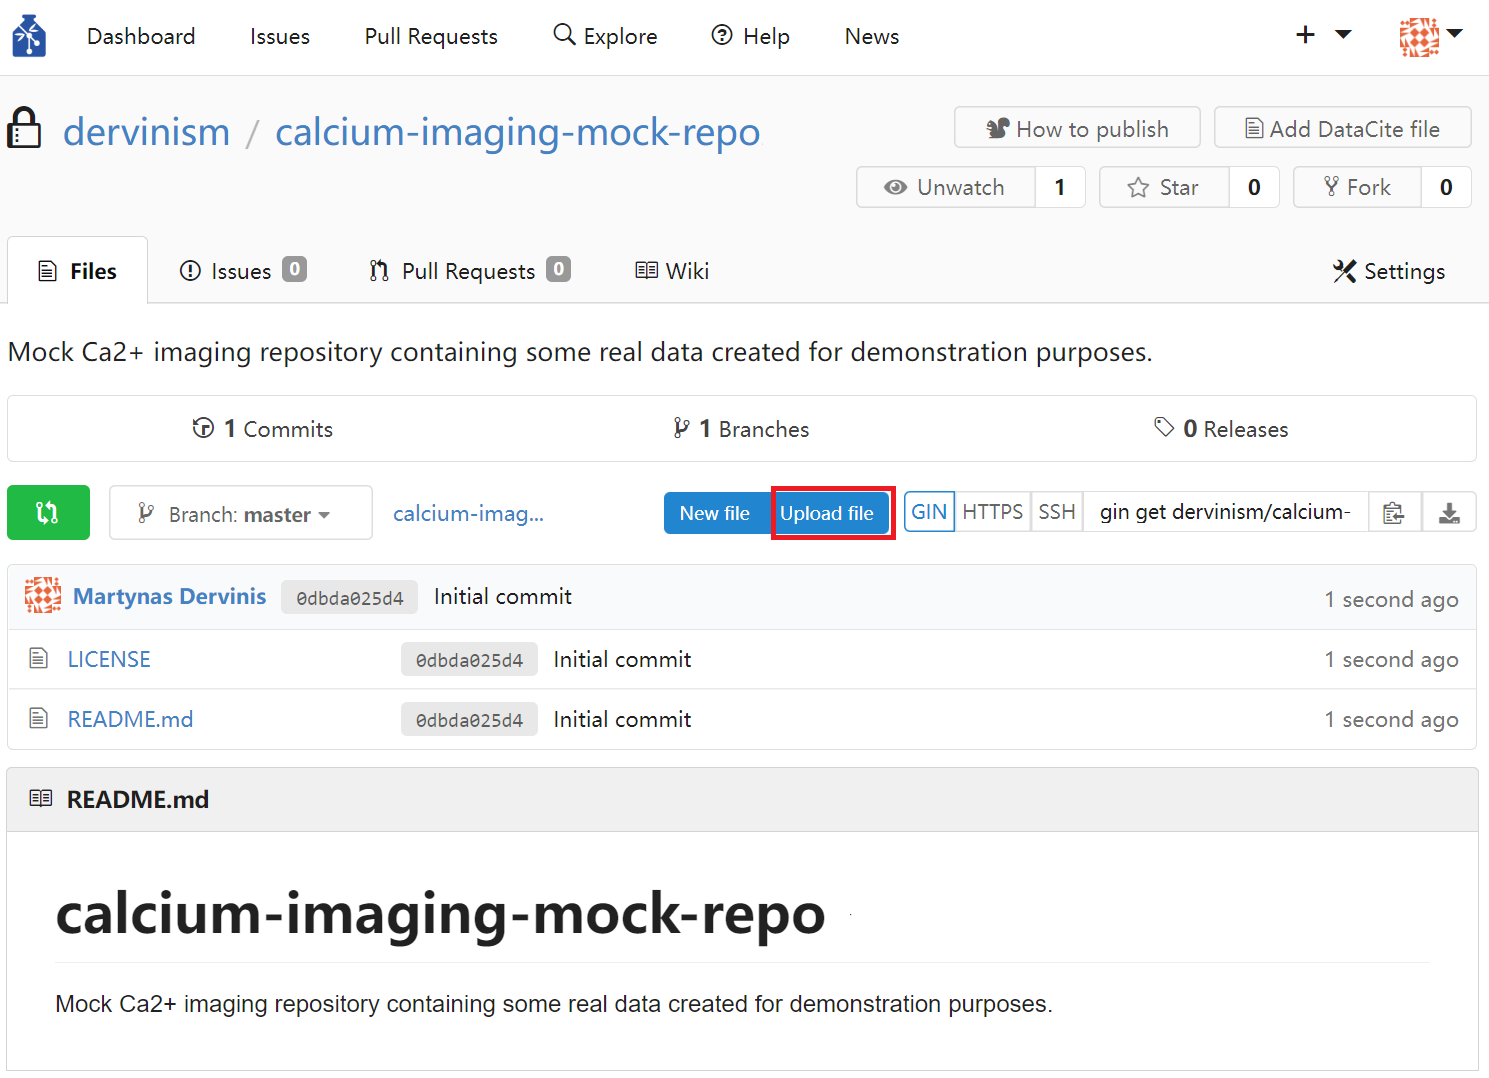 Dashboard Issues Pull Requests Explore Help News
dervinism / calcium-imaging-mock-repo How to publish Add DataCite file
Unwatch 1 Star 0 Fork 0
Files Issues 0 Pull Requests 0 Wiki Settings
Mock Ca2+ imaging repository containing some real data created for demonstration purposes.
1 Commits 1 Branches 0 Releases
Branch: master calcium-imag... New file Upload file GIN HTTPS SSH gin get dervinism/calcium-
Martynas Dervinis 0dbda025d4 Initial commit 1 second ago
LICENSE 0dbda025d4 Initial commit 1 second ago
README.md 0dbda025d4 Initial commit 1 second ago
README.md
calcium-imaging-mock-repo
Mock Ca2+ imaging repository containing some real data created for demonstration purposes.